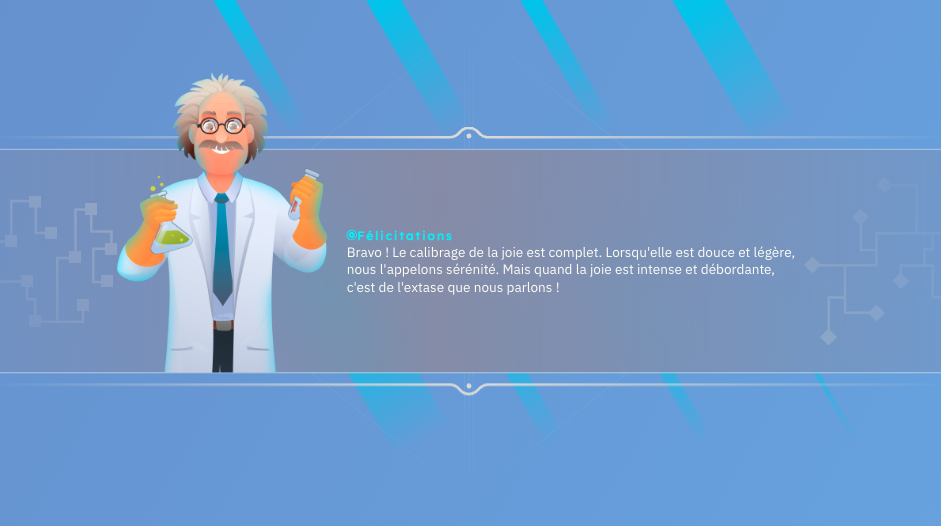 @Félicitations
Bravo ! Le calibrage de la joie est complet. Lorsqu'elle est douce et légère,
nous l'appelons sérénité. Mais quand la joie est intense et débordante,
c'est de l'extase que nous parlons !